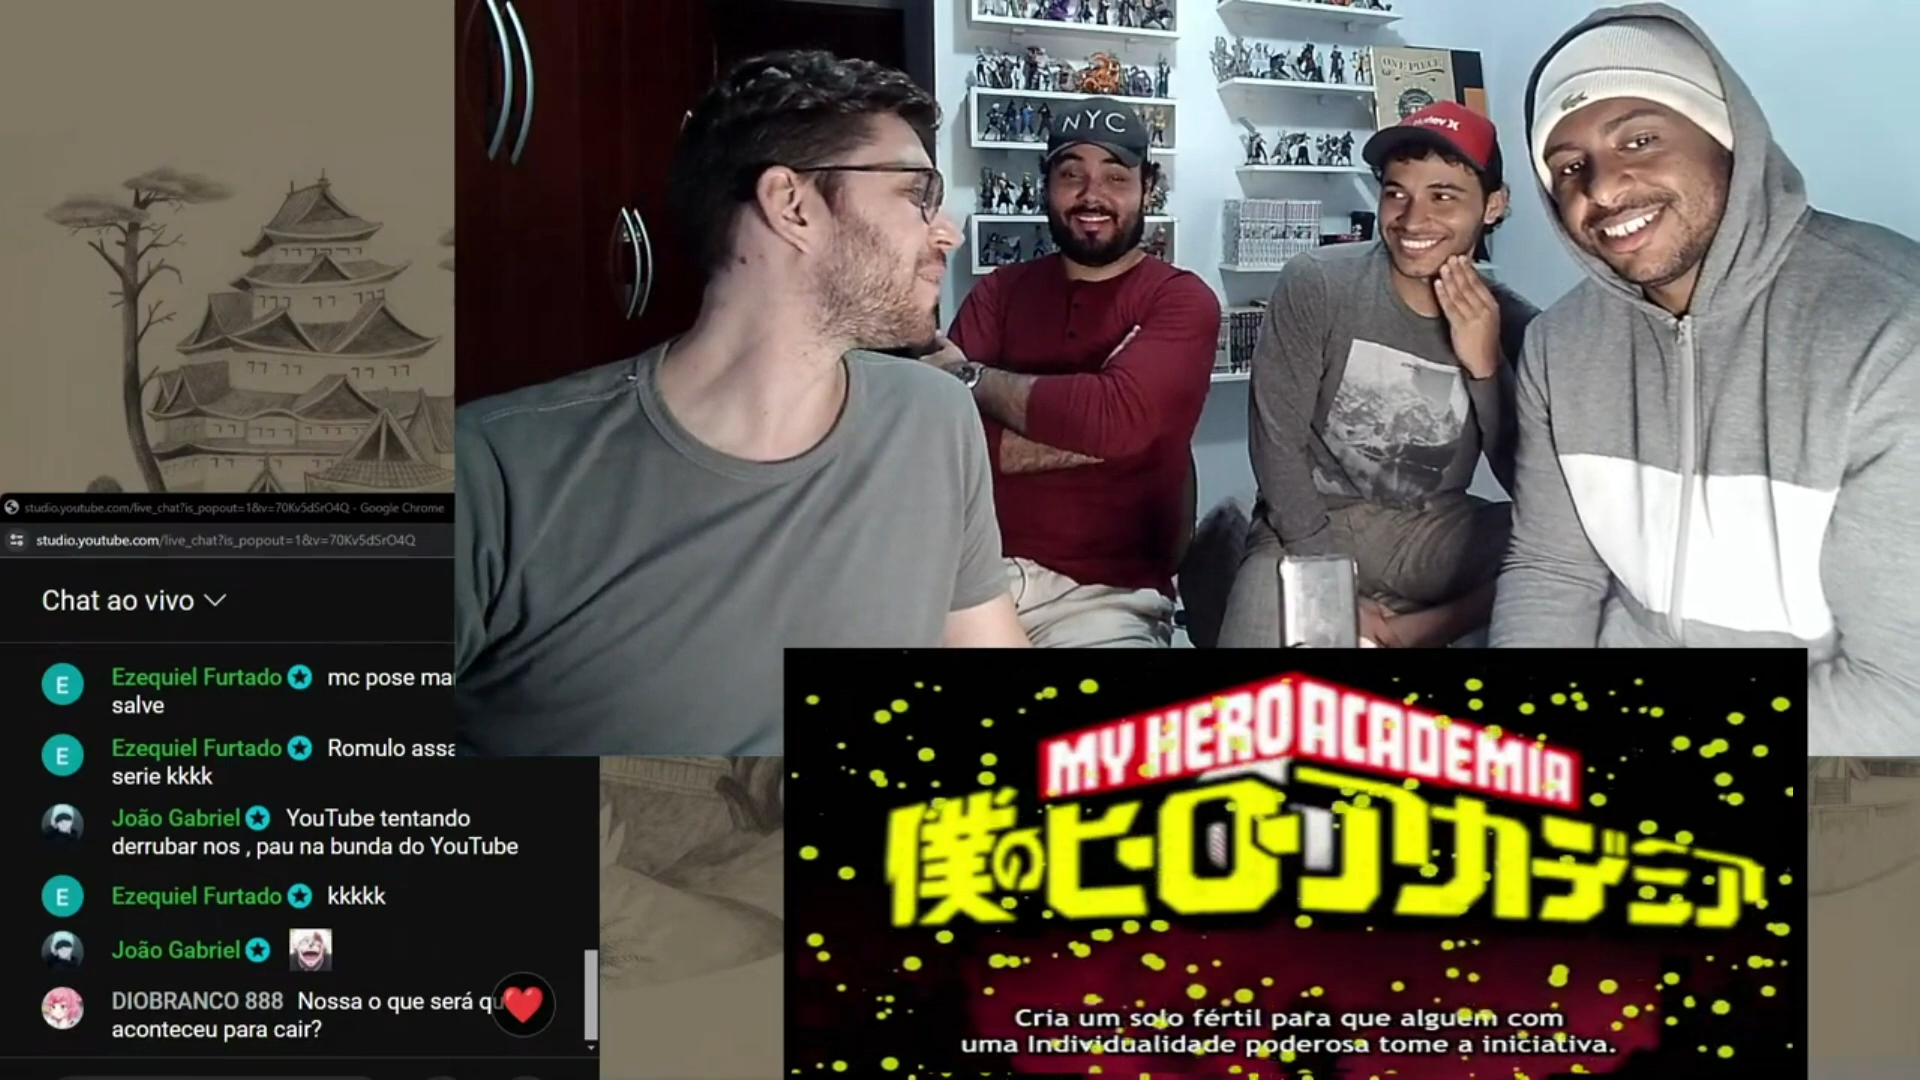 NYC
ONE PIECE
Hurley
studio.youtube.com/live_chat?is_popout=1&v=70Kv5dSrO4Q - Google Chrome
studio.youtube.com/live_chat?is_popout=1&v=70Kv5dSrO4Q
Chat ao vivo
E Ezequiel Furtado mc pose ma
salve
E Ezequiel Furtado Romulo assa
serie kkkk
João Gabriel YouTube tentando
derrubar nos , pau na bunda do YouTube
E Ezequiel Furtado kkkkk
João Gabriel
DIOBRANCO 888 Nossa o que será qu
aconteceu para cair?
MY HERO ACADEMIA
僕のヒーローアカデミア
Cria um solo fértil para que alguém com
uma Individualidade poderosa tome a iniciativa.